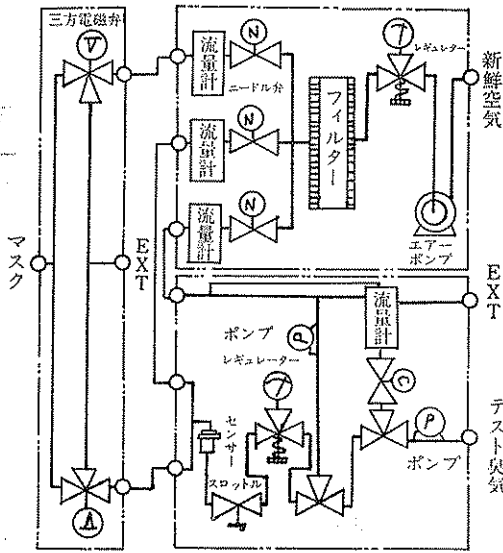 三方電磁弁
V
流量計
N
ニードル弁
流量計
N
流量計
N
フィルター
レギュレター
新鮮空気
エアーポンプ
マスク
EXT
EXT
流量計
ポンプ
P
レギュレーター
C
センサー
スロットル
P
ポンプ
テスト臭気
V